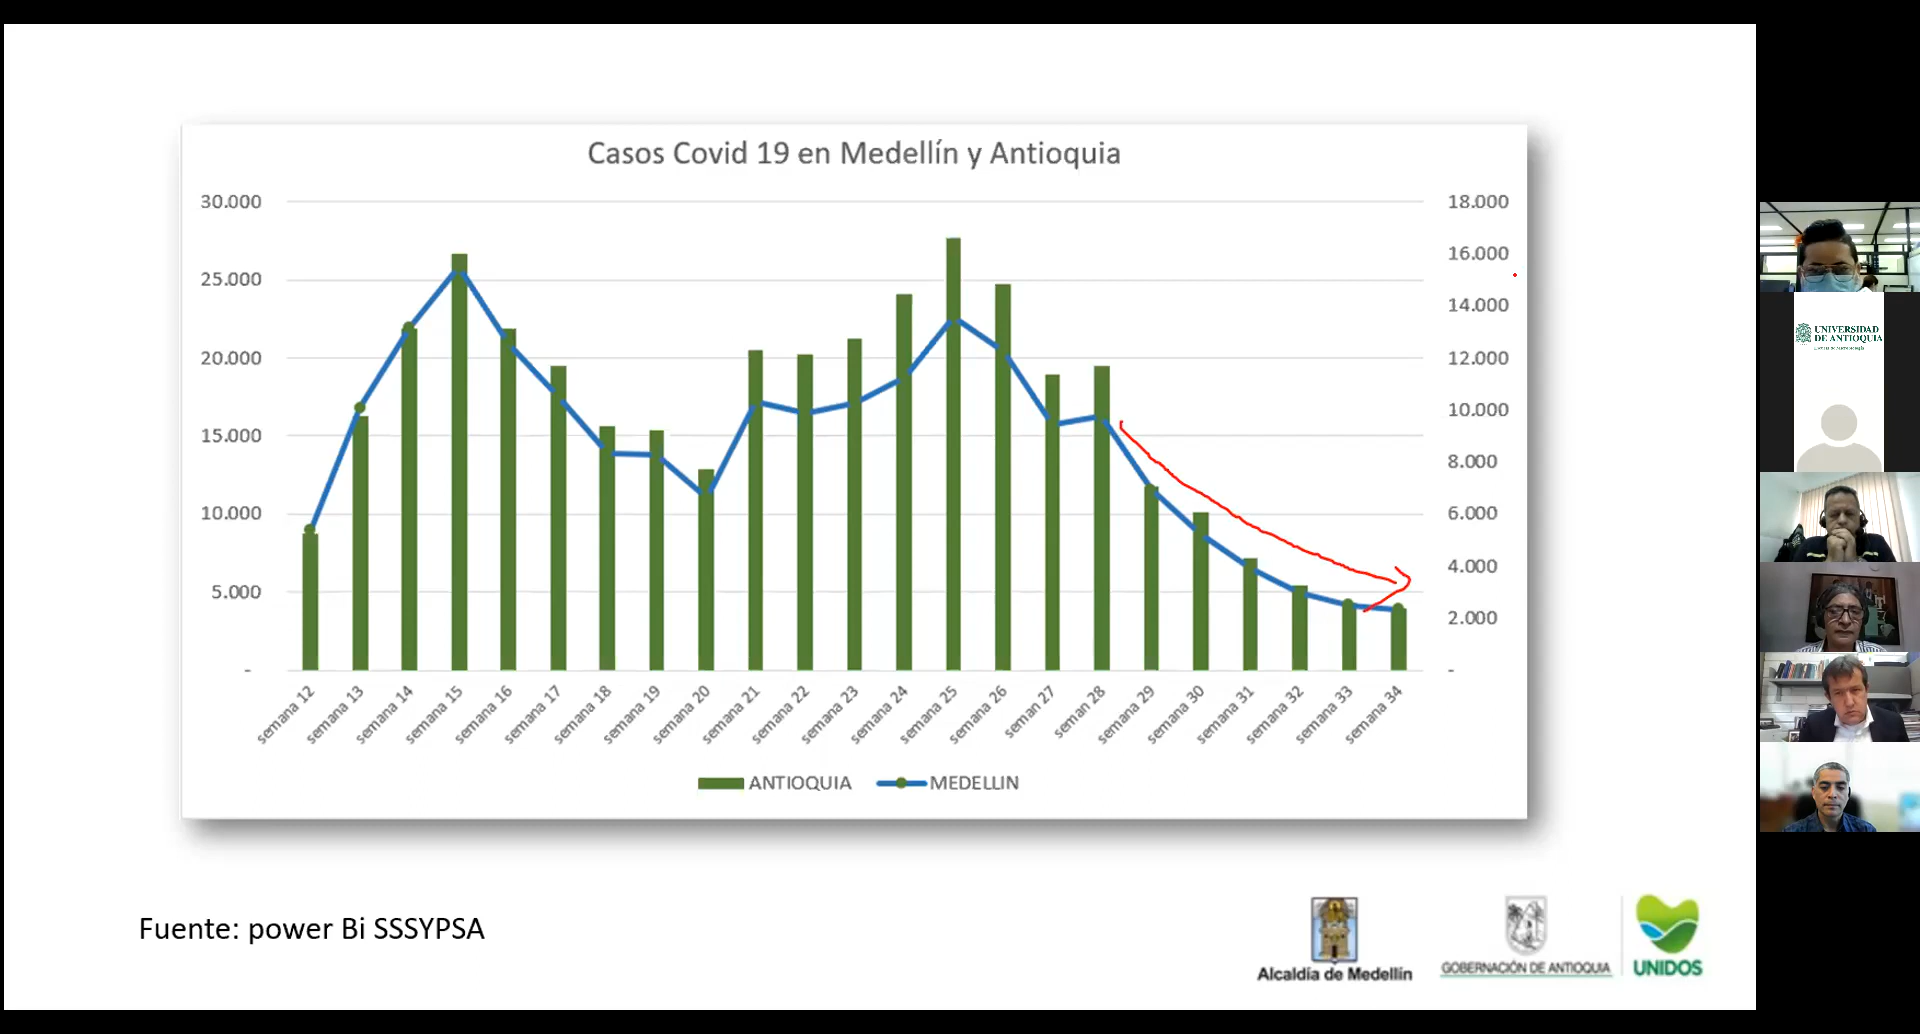 Casos Covid 19 en Medellín y Antioquia
30.000
25.000
20.000
15.000
10.000
5.000
-
18.000
16.000
14.000
12.000
10.000
8.000
6.000
4.000
2.000
-
semana 12
semana 13
semana 14
semana 15
semana 16
semana 17
semana 18
semana 19
semana 20
semana 21
semana 22
semana 23
semana 24
semana 25
semana 26
seman 27
seman 28
semana 29
semana 30
semana 31
semana 32
semana 33
semana 34
ANTIOQUIA
MEDELLIN
Fuente: power Bi SSSYPSA
Alcaldía de Medellín
GOBERNACIÓN DE ANTIOQUIA
UNIDOS
UNIVERSIDAD
DE ANTIOQUIA